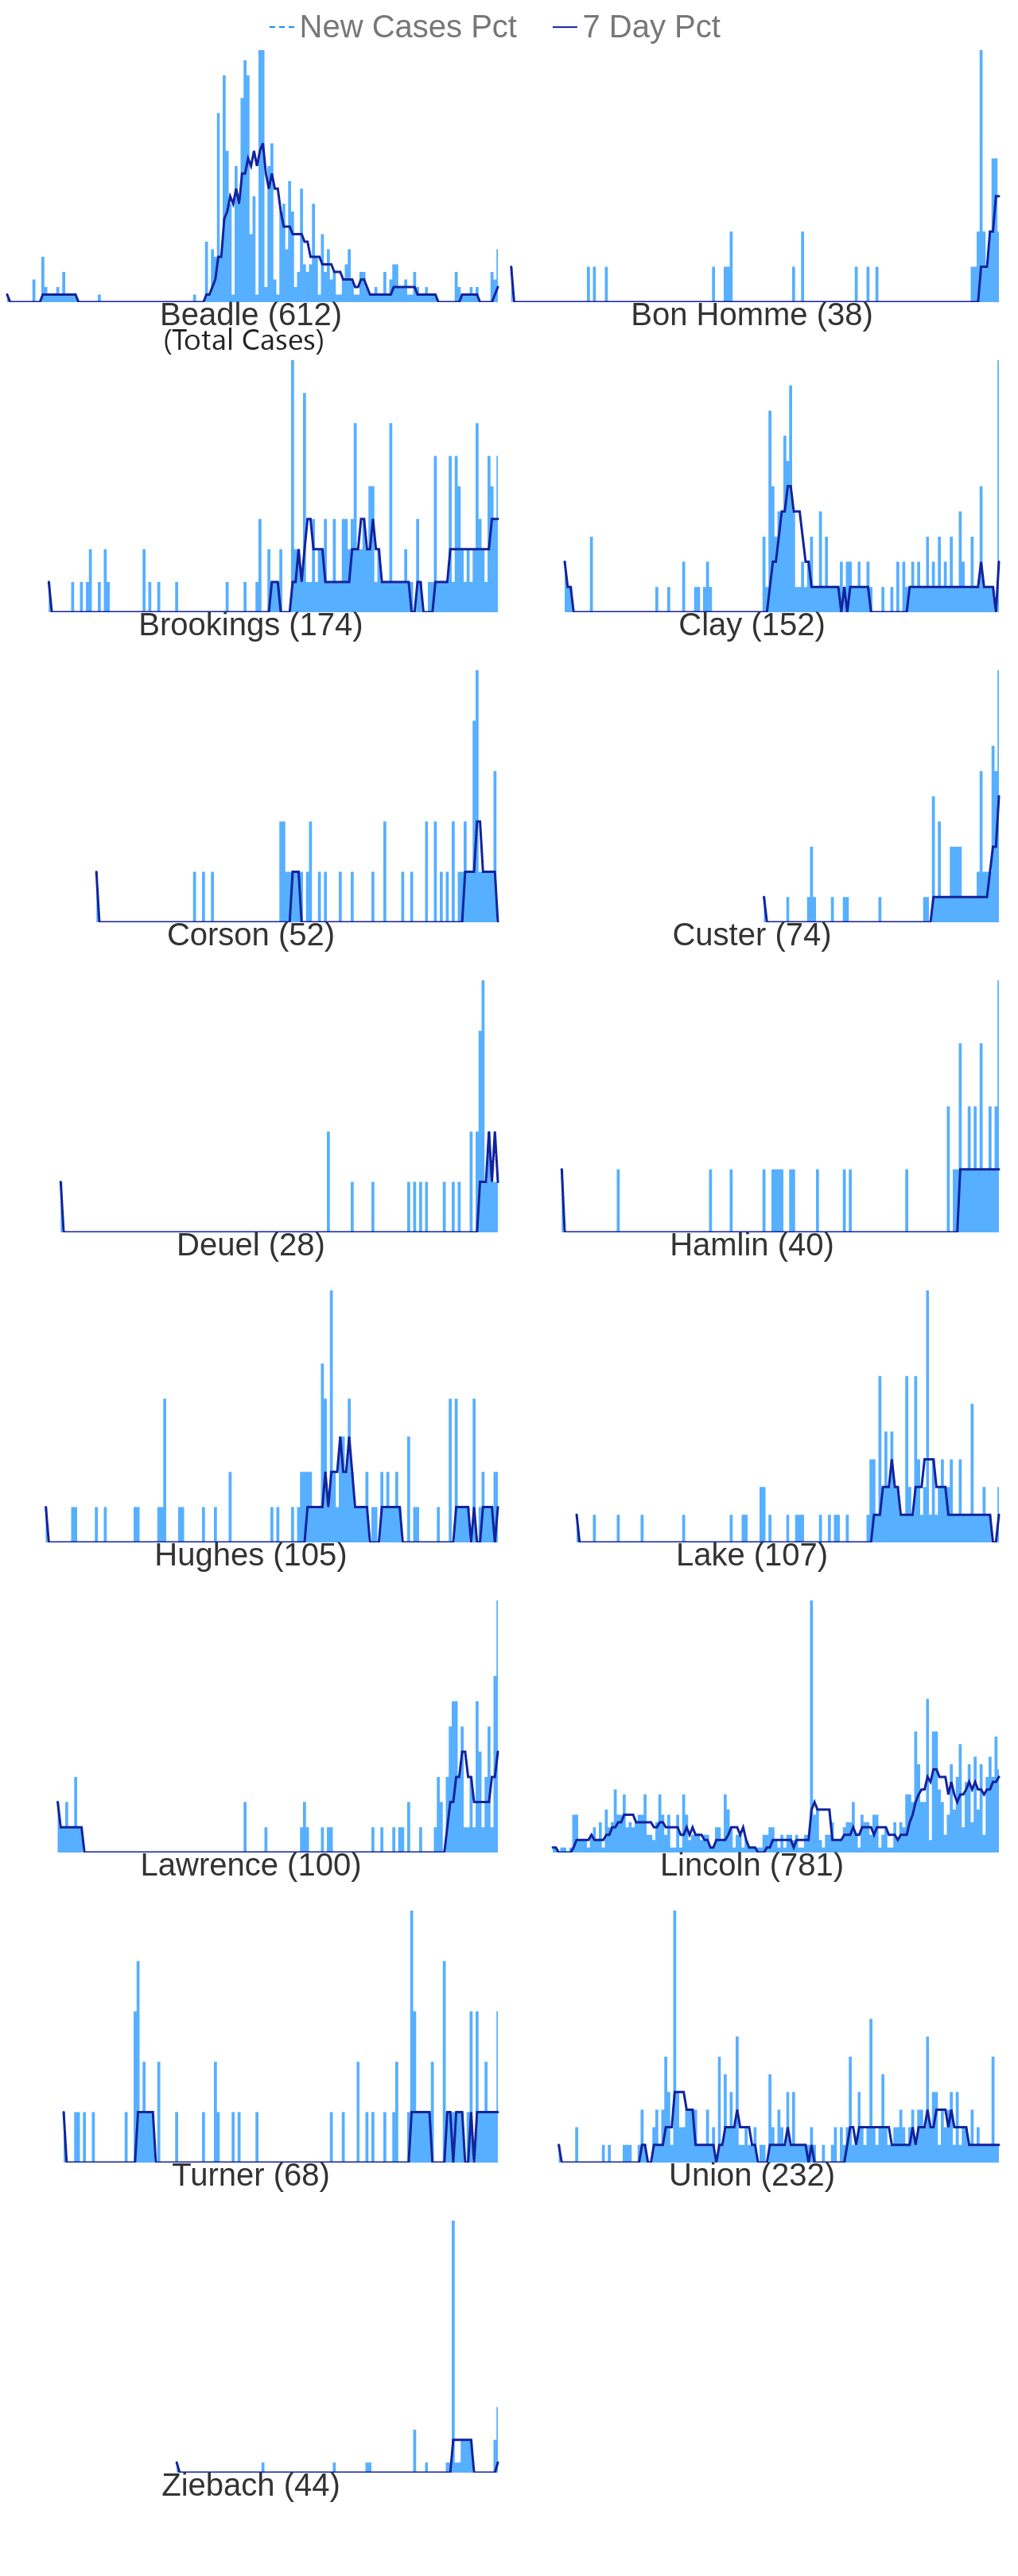 New Cases Pct 7 Day Pct
Beadle (612) Bon Homme (38)
(Total Cases)
Brookings (174) Clay (152)
Corson (52) Custer (74)
Deuel (28) Hamlin (40)
Hughes (105) Lake (107)
Lawrence (100) Lincoln (781)
Turner (68) Union (232)
Ziebach (44)